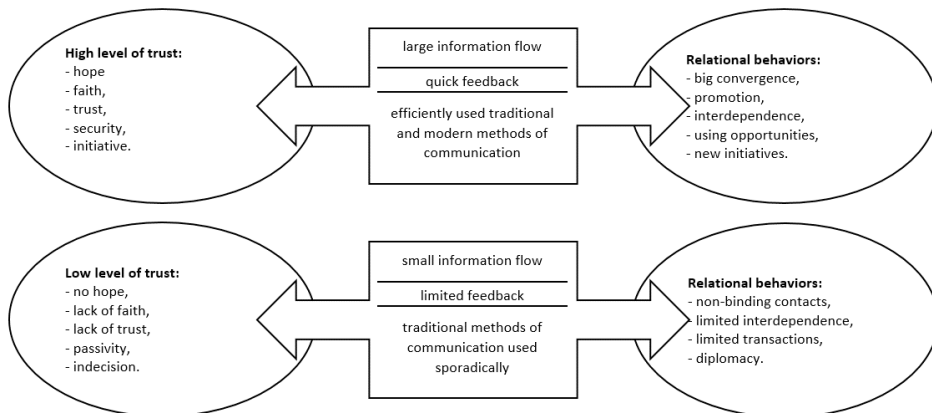 High level of trust:
- hope
- faith,
- trust,
- security,
- initiative.
large information flow
quick feedback
efficiently used traditional
and modern methods of
communication
Relational behaviors:
- big convergence,
- promotion,
- interdependence,
- using opportunities,
- new initiatives.
Low level of trust:
- no hope,
- lack of faith,
- lack of trust,
- passivity,
- indecision.
small information flow
limited feedback
traditional methods of
communication used
sporadically
Relational behaviors:
- non-binding contacts,
- limited interdependence,
- limited transactions,
- diplomacy.